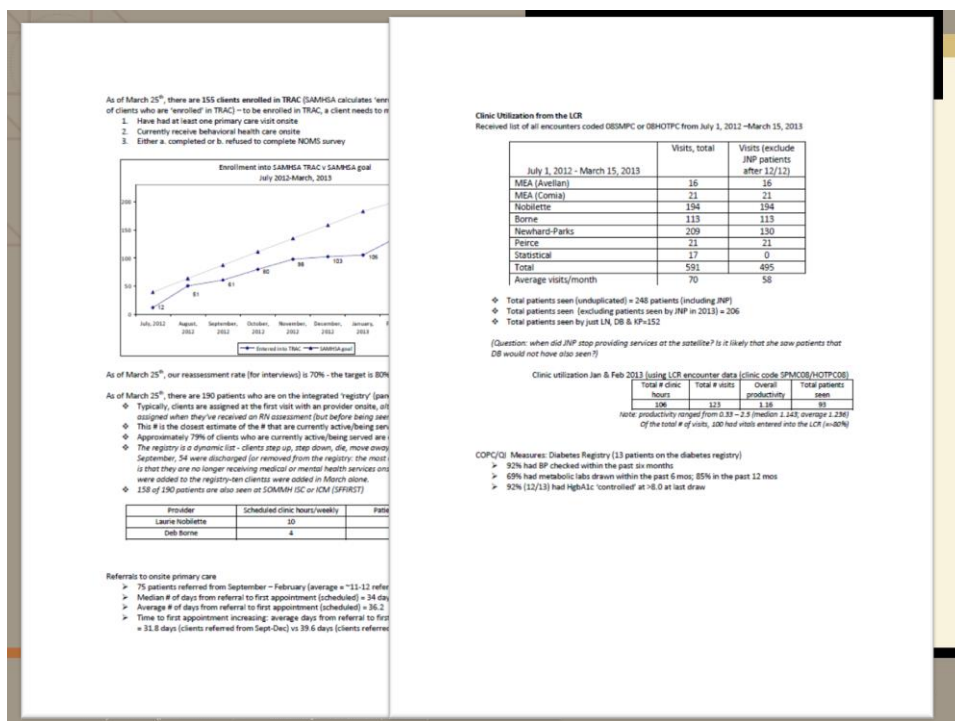 As of March 25th, there are 155 clients enrolled in TRAC (SAMHSA calculates 'enr
of clients who are 'enrolled' in TRAC) – to be enrolled in TRAC, a client needs to m
1. Have had at least one primary care visit onsite
2. Currently receive behavioral health care onsite
3. Either a. completed or b. refused to complete NOMS survey
Enrollment into SAMHSA TRAC v SAMHSA goal
July 2012-March, 2013
200
150
100
50
0
12
51
61
80
98
103
106
July, 2012 August, 2012 September, 2012 October, 2012 November, 2012 December, 2012 January, 2013
Entered into TRAC SAMHSA goal
As of March 25th, our reassessment rate (for interviews) is 70% - the target is 80%
As of March 25th, there are 190 patients who are on the integrated 'registry' (pan
❖ Typically, clients are assigned at the first visit with an provider onsite, alt
assigned when they've received an RN assessment (but before being seen
❖ This # is the closest estimate of the # that are currently active/being serv
❖ Approximately 79% of clients who are currently active/being served are
❖ The registry is a dynamic list - clients step up, step down, die, move away
September, 54 were discharged (or removed from the registry: the most
is that they are no longer receiving medical or mental health services ons
were added to the registry-ten clientss were added in March alone.
❖ 158 of 190 patients are also seen at SOMMH ISC or ICM (SFFIRST)
Provider Scheduled clinic hours/weekly Patie
Laurie Nobilette 10
Deb Borne 4
Referrals to onsite primary care
➢ 75 patients referred from September – February (average = ~11-12 refer
➢ Median # of days from referral to first appointment (scheduled) = 34 day
➢ Average # of days from referral to first appointment (scheduled) = 36.2
➢ Time to first appointment increasing: average days from referral to first
= 31.8 days (clients referred from Sept-Dec) vs 39.6 days (clients referred
Clinic Utilization from the LCR
Received list of all encounters coded 08SMPC or 08HOTPC from July 1, 2012 –March 15, 2013
July 1, 2012 - March 15, 2013 Visits, total Visits (exclude JNP patients after 12/12)
MEA (Avellan) 16 16
MEA (Comia) 21 21
Nobilette 194 194
Borne 113 113
Newhard-Parks 209 130
Peirce 21 21
Statistical 17 0
Total 591 495
Average visits/month 70 58
❖ Total patients seen (unduplicated) = 248 patients (including JNP)
❖ Total patients seen (excluding patients seen by JNP in 2013) = 206
❖ Total patients seen by just LN, DB & KP=152
(Question: when did JNP stop providing services at the satellite? Is it likely that she saw patients that
DB would not have also seen?)
Clinic utilization Jan & Feb 2013 (using LCR encounter data (clinic code SPMC08/HOTPC08)
Total # clinic hours Total # visits Overall productivity Total patients seen
106 123 1.16 93
Note: productivity ranged from 0.33 – 2.5 (median 1.143; average 1.236)
Of the total # of visits, 100 had vitals entered into the LCR (=~80%)
COPC/QI Measures: Diabetes Registry (13 patients on the diabetes registry)
➢ 92% had BP checked within the past six months
➢ 69% had metabolic labs drawn within the past 6 mos; 85% in the past 12 mos
➢ 92% (12/13) had HgbA1c 'controlled' at >8.0 at last draw